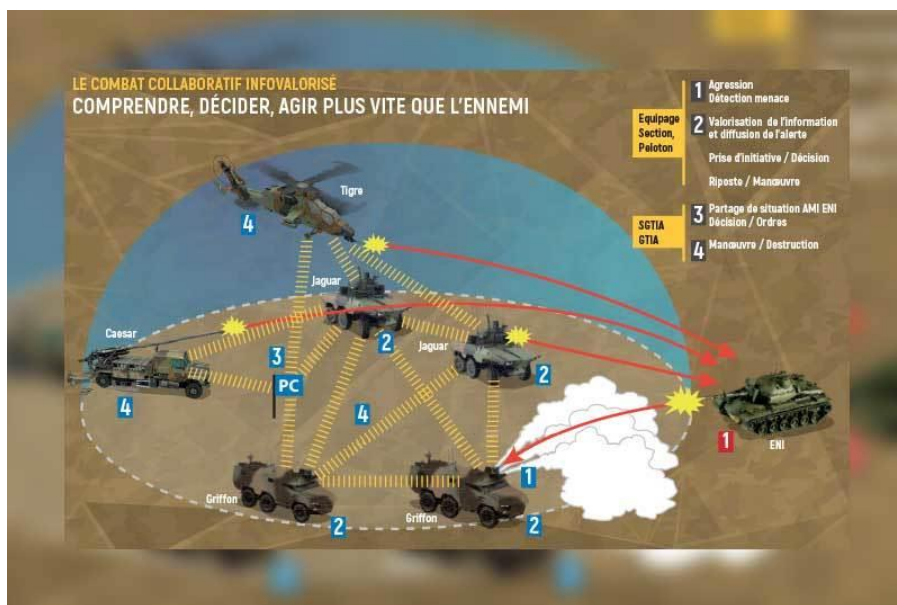 LE COMBAT COLLABORATIF INFOVALORISÉ
COMPRENDRE, DÉCIDER, AGIR PLUS VITE QUE L'ENNEMI
Equipage
Section,
Peloton
1 Agression
Détection menace
2 Valorisation de l'information
et diffusion de l'alerte
Prise d'initiative / Décision
Riposte / Manœuvre
SGTIA
GTIA
3 Partage de situation AMI ENI
Décision / Ordres
4 Manœuvre / Destruction
Tigre
4
Jaguar
2
Jaguar
2
Caesar
4
3
PC
4
1
ENI
Griffon
2
Griffon
1
2